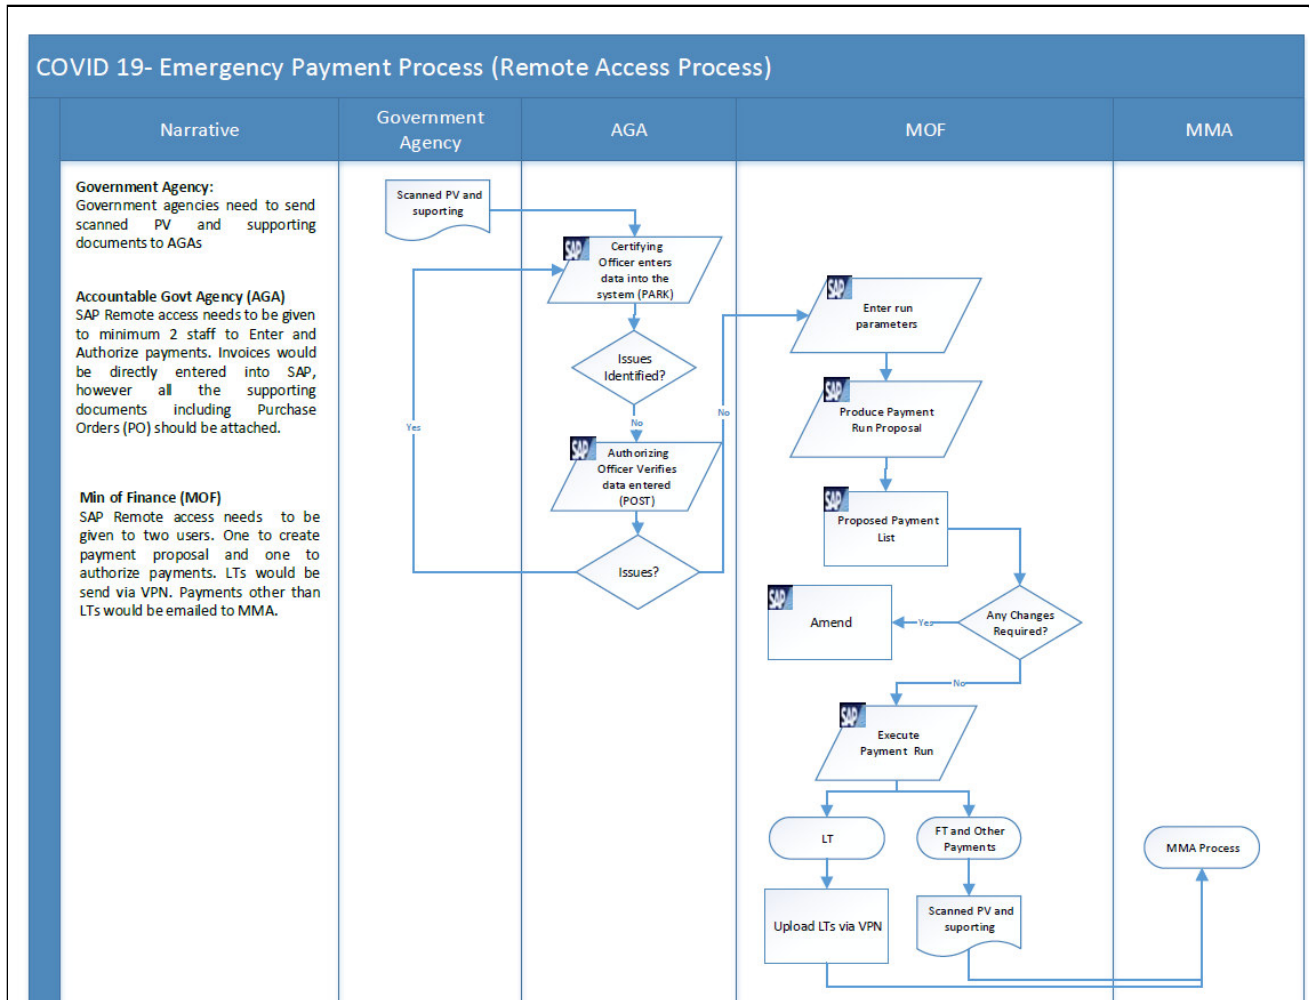 COVID 19- Emergency Payment Process (Remote Access Process)
Narrative
Government
Agency
AGA
MOF
MMA
Government Agency:
Government agencies need to send
scanned PV and supporting
documents to AGAs
Accountable Govt Agency (AGA)
SAP Remote access needs to be given
to minimum 2 staff to Enter and
Authorize payments. Invoices would
be directly entered into SAP,
however all the supporting
documents including Purchase
Orders (PO) should be attached.
Min of Finance (MOF)
SAP Remote access needs to be
given to two users. One to create
payment proposal and one to
authorize payments. LTs would be
send via VPN. Payments other than
LTs would be emailed to MMA.
Scanned PV and
suporting
SAP
Certifying
Officer enters
data into the
system (PARK)
Issues
Identified?
No
SAP
Authorizing
Officer Verifies
data entered
(POST)
Issues?
Yes
No
SAP
Enter run
parameters
SAP
Produce Payment
Run Proposal
SAP
Proposed Payment
List
Any Changes
Required?
Yes
SAP
Amend
No
SAP
Execute
Payment Run
LT
FT and Other
Payments
Upload LTs via VPN
Scanned PV and
suporting
MMA Process